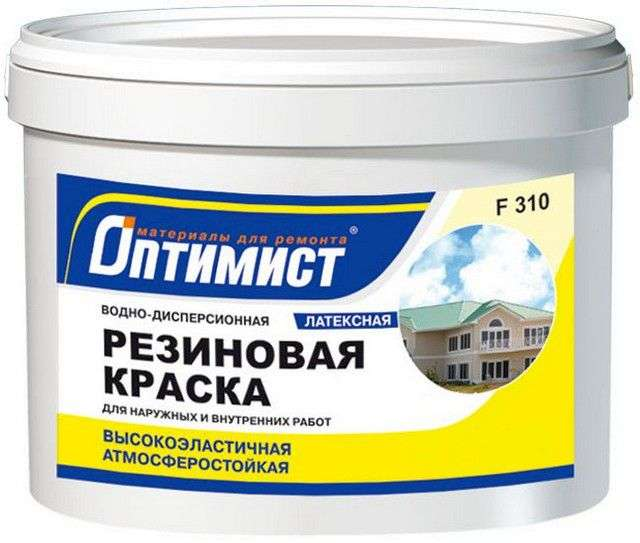 F 310
материалы для ремонта
Оптимист®
ВОДНО-ДИСПЕРСИОННАЯ
ЛАТЕКСНАЯ
РЕЗИНОВАЯ
КРАСКА
ДЛЯ НАРУЖНЫХ И ВНУТРЕННИХ РАБОТ
ВЫСОКОЭЛАСТИЧНАЯ
АТМОСФЕРОСТОЙКАЯ